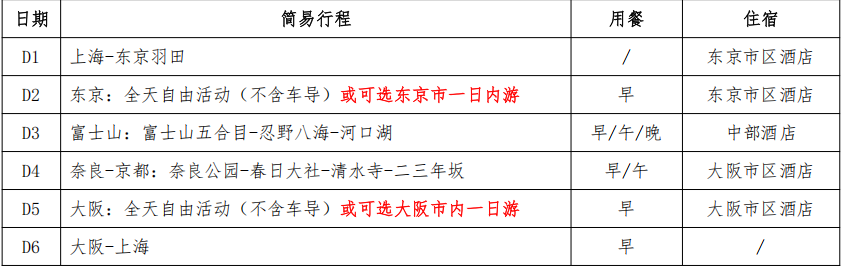 日期 简易行程 用餐 住宿
D1 上海-东京羽田 / 东京市区酒店
D2 东京：全天自由活动（不含车导）或可选东京市一日内游 早 东京市区酒店
D3 富士山：富士山五合目-忍野八海-河口湖 早/午/晚 中部酒店
D4 奈良-京都：奈良公园-春日大社-清水寺-二三年坂 早/午 大阪市区酒店
D5 大阪：全天自由活动（不含车导）或可选大阪市内一日游 早 大阪市区酒店
D6 大阪-上海 早 /